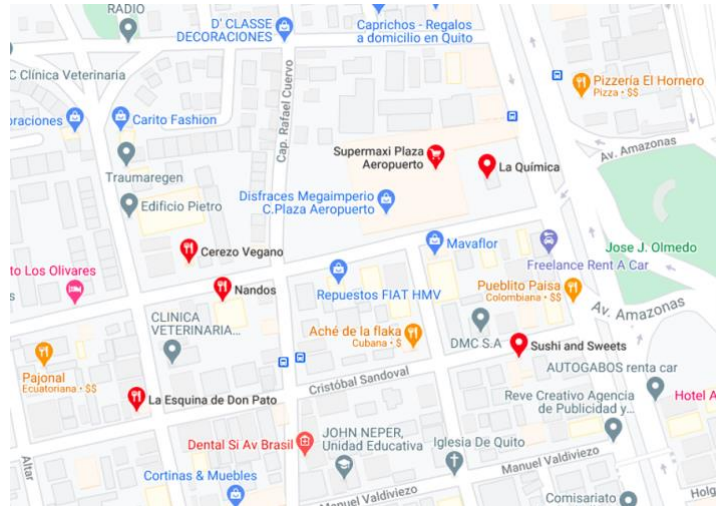 RADIO
D' CLASSE
DECORACIONES
Caprichos - Regalos
a domicilio en Quito
C Clínica Veterinaria
Pizzería El Hornero
Pizza • $$
oraciones
Carito Fashion
Cap. Rafael Cuervo
Supermaxi Plaza
Aeropuerto
La Química
Av. Amazonas
Traumaregen
Edificio Pietro
Disfraces Megaimperio
C.Plaza Aeropuerto
Cerezo Vegano
Mavaflor
Jose J. Olmedo
Freelance Rent A Car
to Los Olivares
Nandos
Repuestos FIAT HMV
Pueblito Paisa
Colombiana • $$
Av. Amazonas
CLINICA
VETERINARIA...
Aché de la flaka
Cubana • $
DMC S.A
Sushi and Sweets
Pajonal
Ecuatoriana • $$
AUTOGABOS renta car
Cristóbal Sandoval
La Esquina de Don Pato
Reve Creativo Agencia
de Publicidad y...
Hotel A
Dental Si Av Brasil
JOHN NEPER,
Unidad Educativa
Iglesia De Quito
Altar
Manuel Valdiviezo
Cortinas & Muebles
Manuel Valdiviezo
Comisariato
Holg